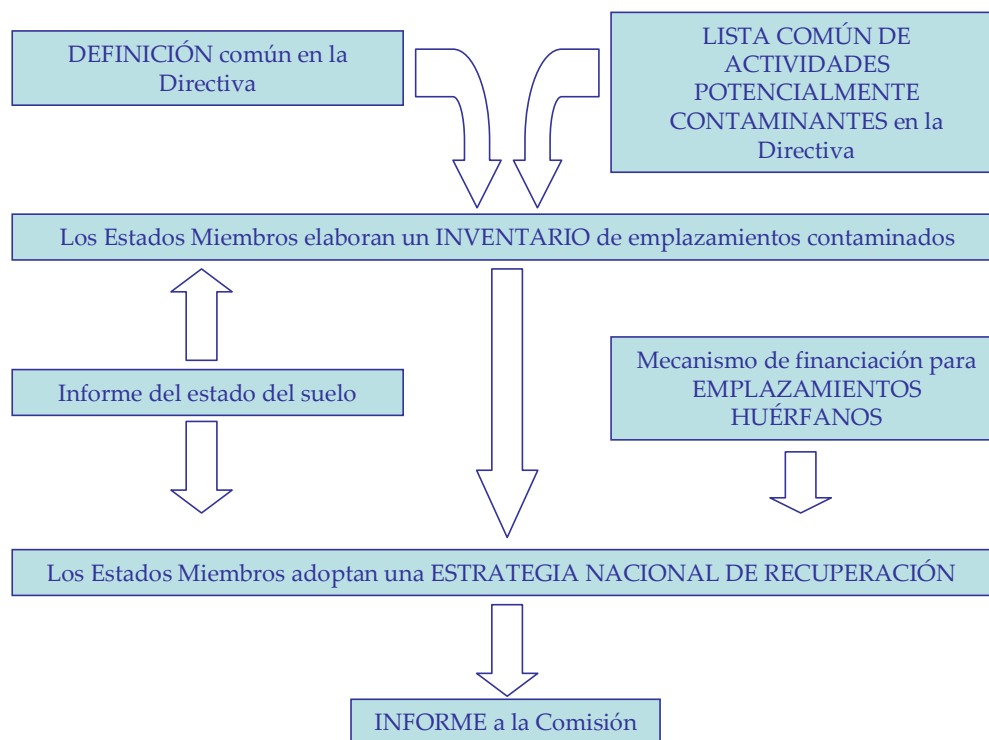 DEFINICIÓN común en la
Directiva
LISTA COMÚN DE
ACTIVIDADES
POTENCIALMENTE
CONTAMINANTES en la
Directiva
Los Estados Miembros elaboran un INVENTARIO de emplazamientos contaminados
Informe del estado del suelo
Mecanismo de financiación para
EMPLAZAMIENTOS
HUÉRFANOS
Los Estados Miembros adoptan una ESTRATEGIA NACIONAL DE RECUPERACIÓN
INFORME a la Comisión